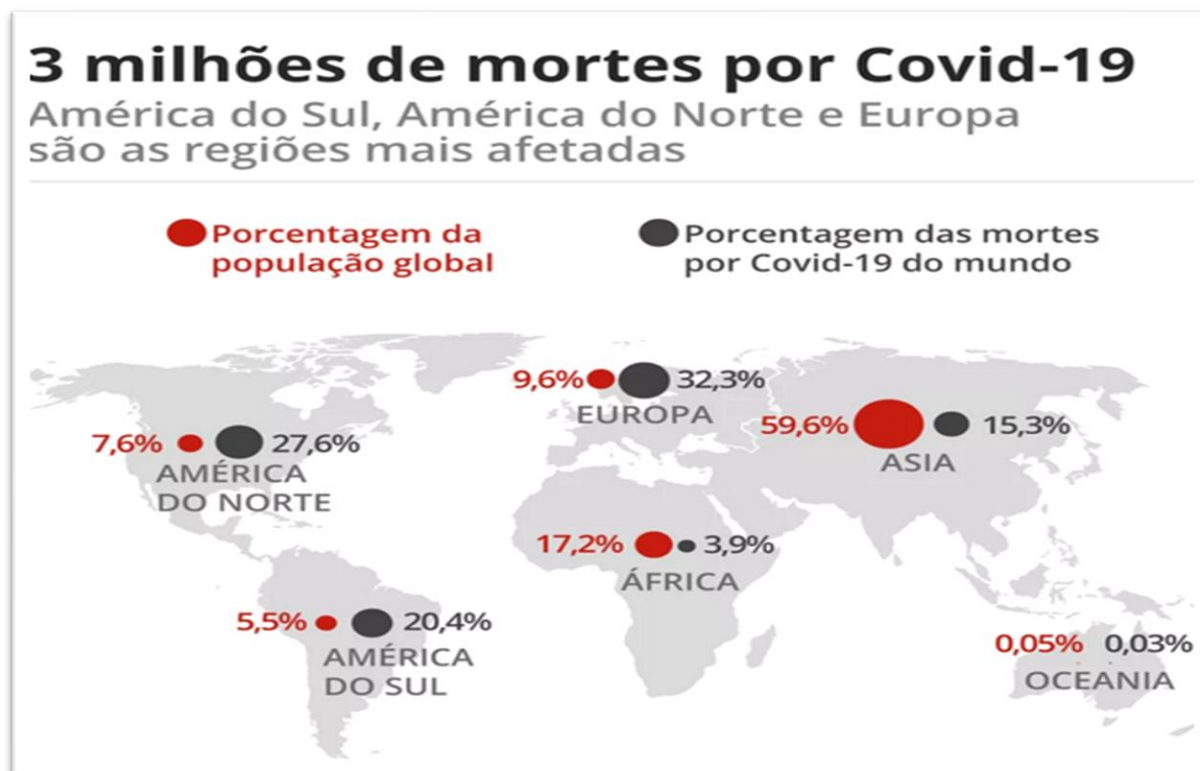 3 milhões de mortes por Covid-19
América do Sul, América do Norte e Europa
são as regiões mais afetadas
Porcentagem da
população global
Porcentagem das mortes
por Covid-19 do mundo
9,6% 32,3%
EUROPA
59,6% 15,3%
ASIA
7,6% 27,6%
AMÉRICA
DO NORTE
17,2% 3,9%
ÁFRICA
5,5% 20,4%
AMÉRICA
DO SUL
0,05% 0,03%
OCEANIA